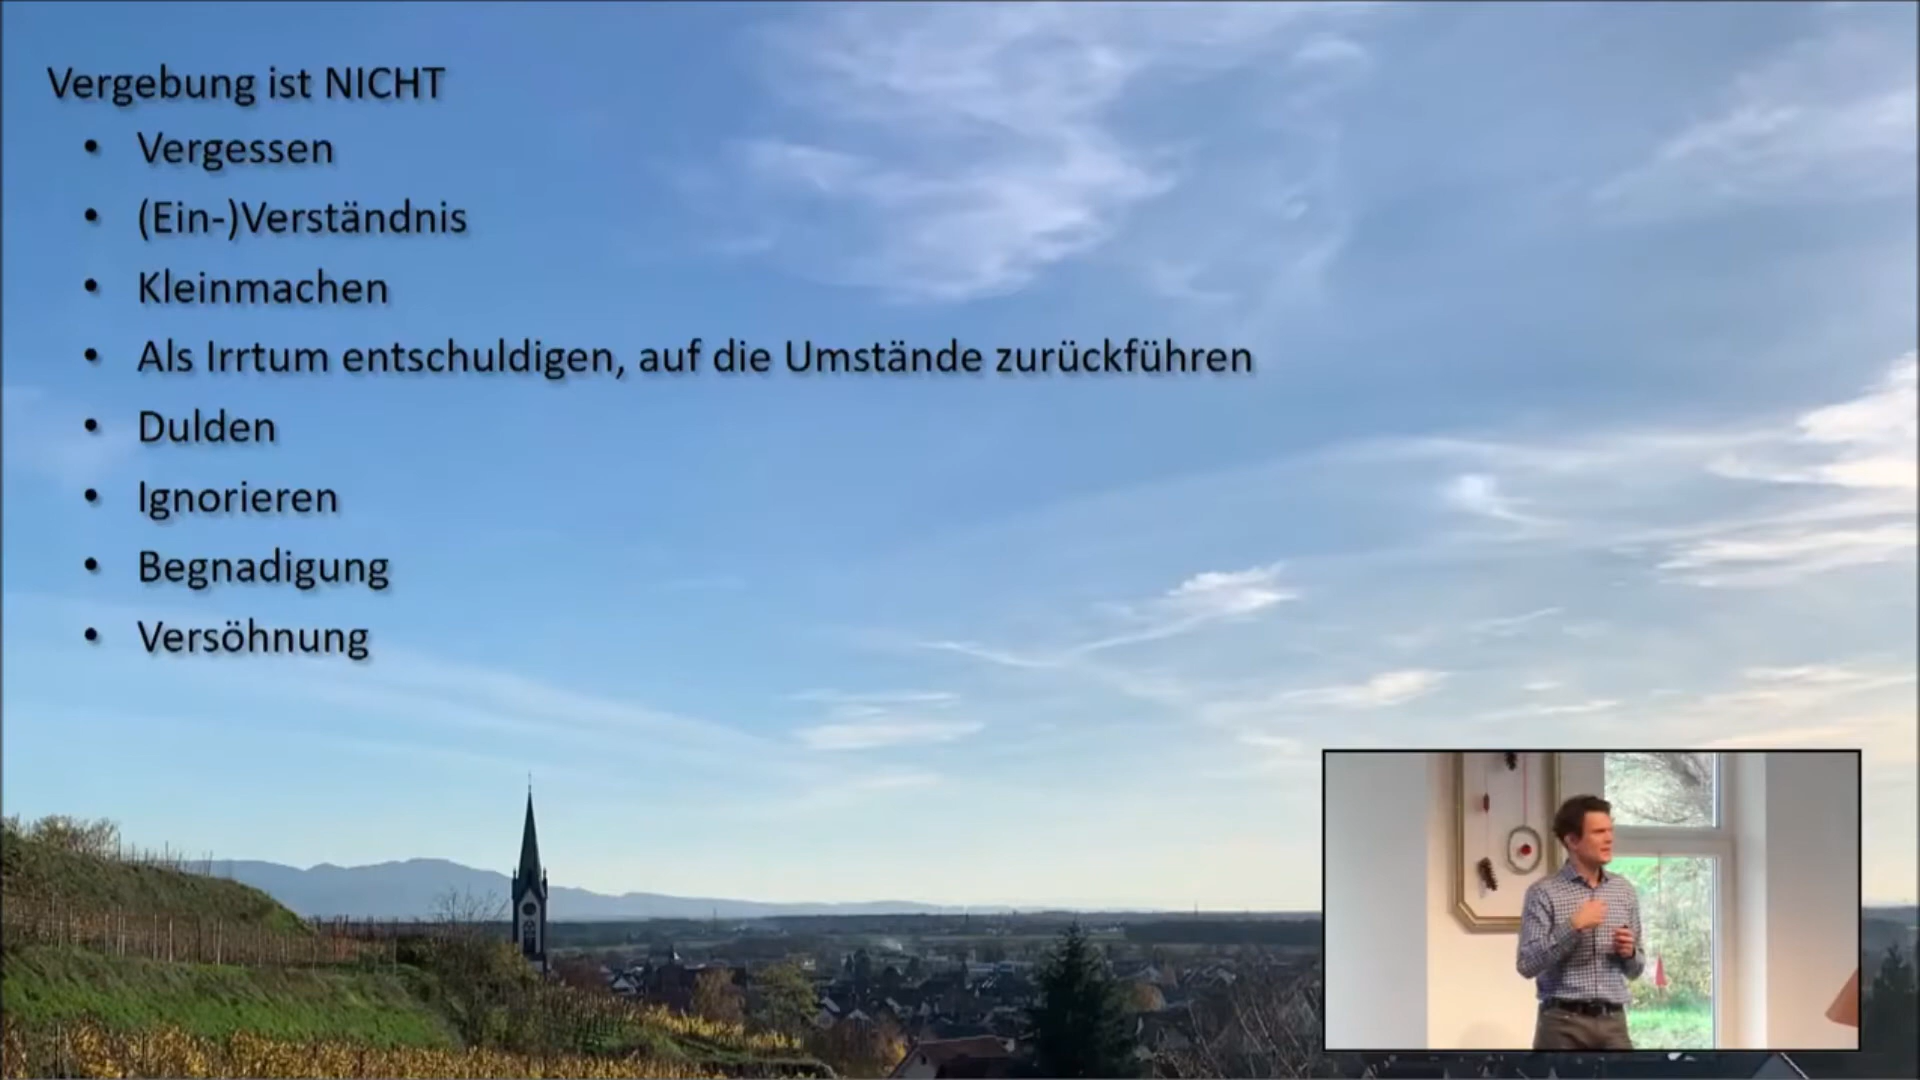 Vergebung ist NICHT
• Vergessen
• (Ein-)Verständnis
• Kleinmachen
• Als Irrtum entschuldigen, auf die Umstände zurückführen
• Dulden
• Ignorieren
• Begnadigung
• Versöhnung